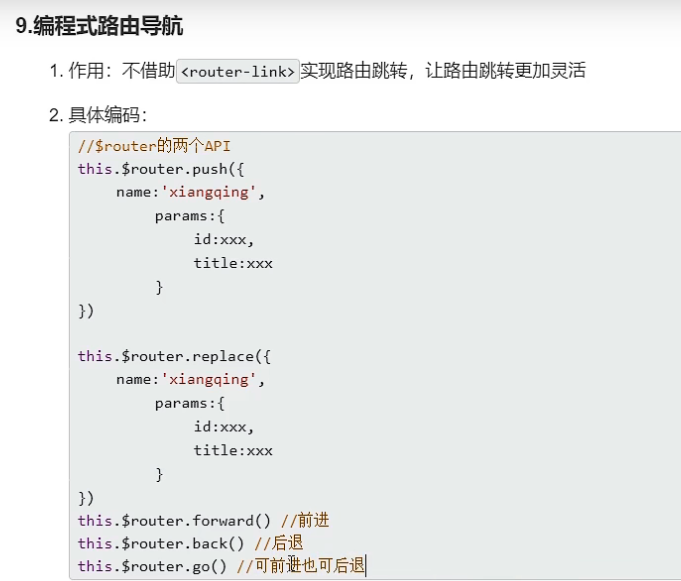 9.编程式路由导航
1. 作用：不借助<router-link>实现路由跳转，让路由跳转更加灵活
2. 具体编码：
//$router的两个API
this.$router.push({
name:'xiangqing',
params:{
id:xxx,
title:xxx
}
})
this.$router.replace({
name:'xiangqing',
params:{
id:xxx,
title:xxx
}
})
this.$router.forward() //前进
this.$router.back() //后退
this.$router.go() //可前进也可后退